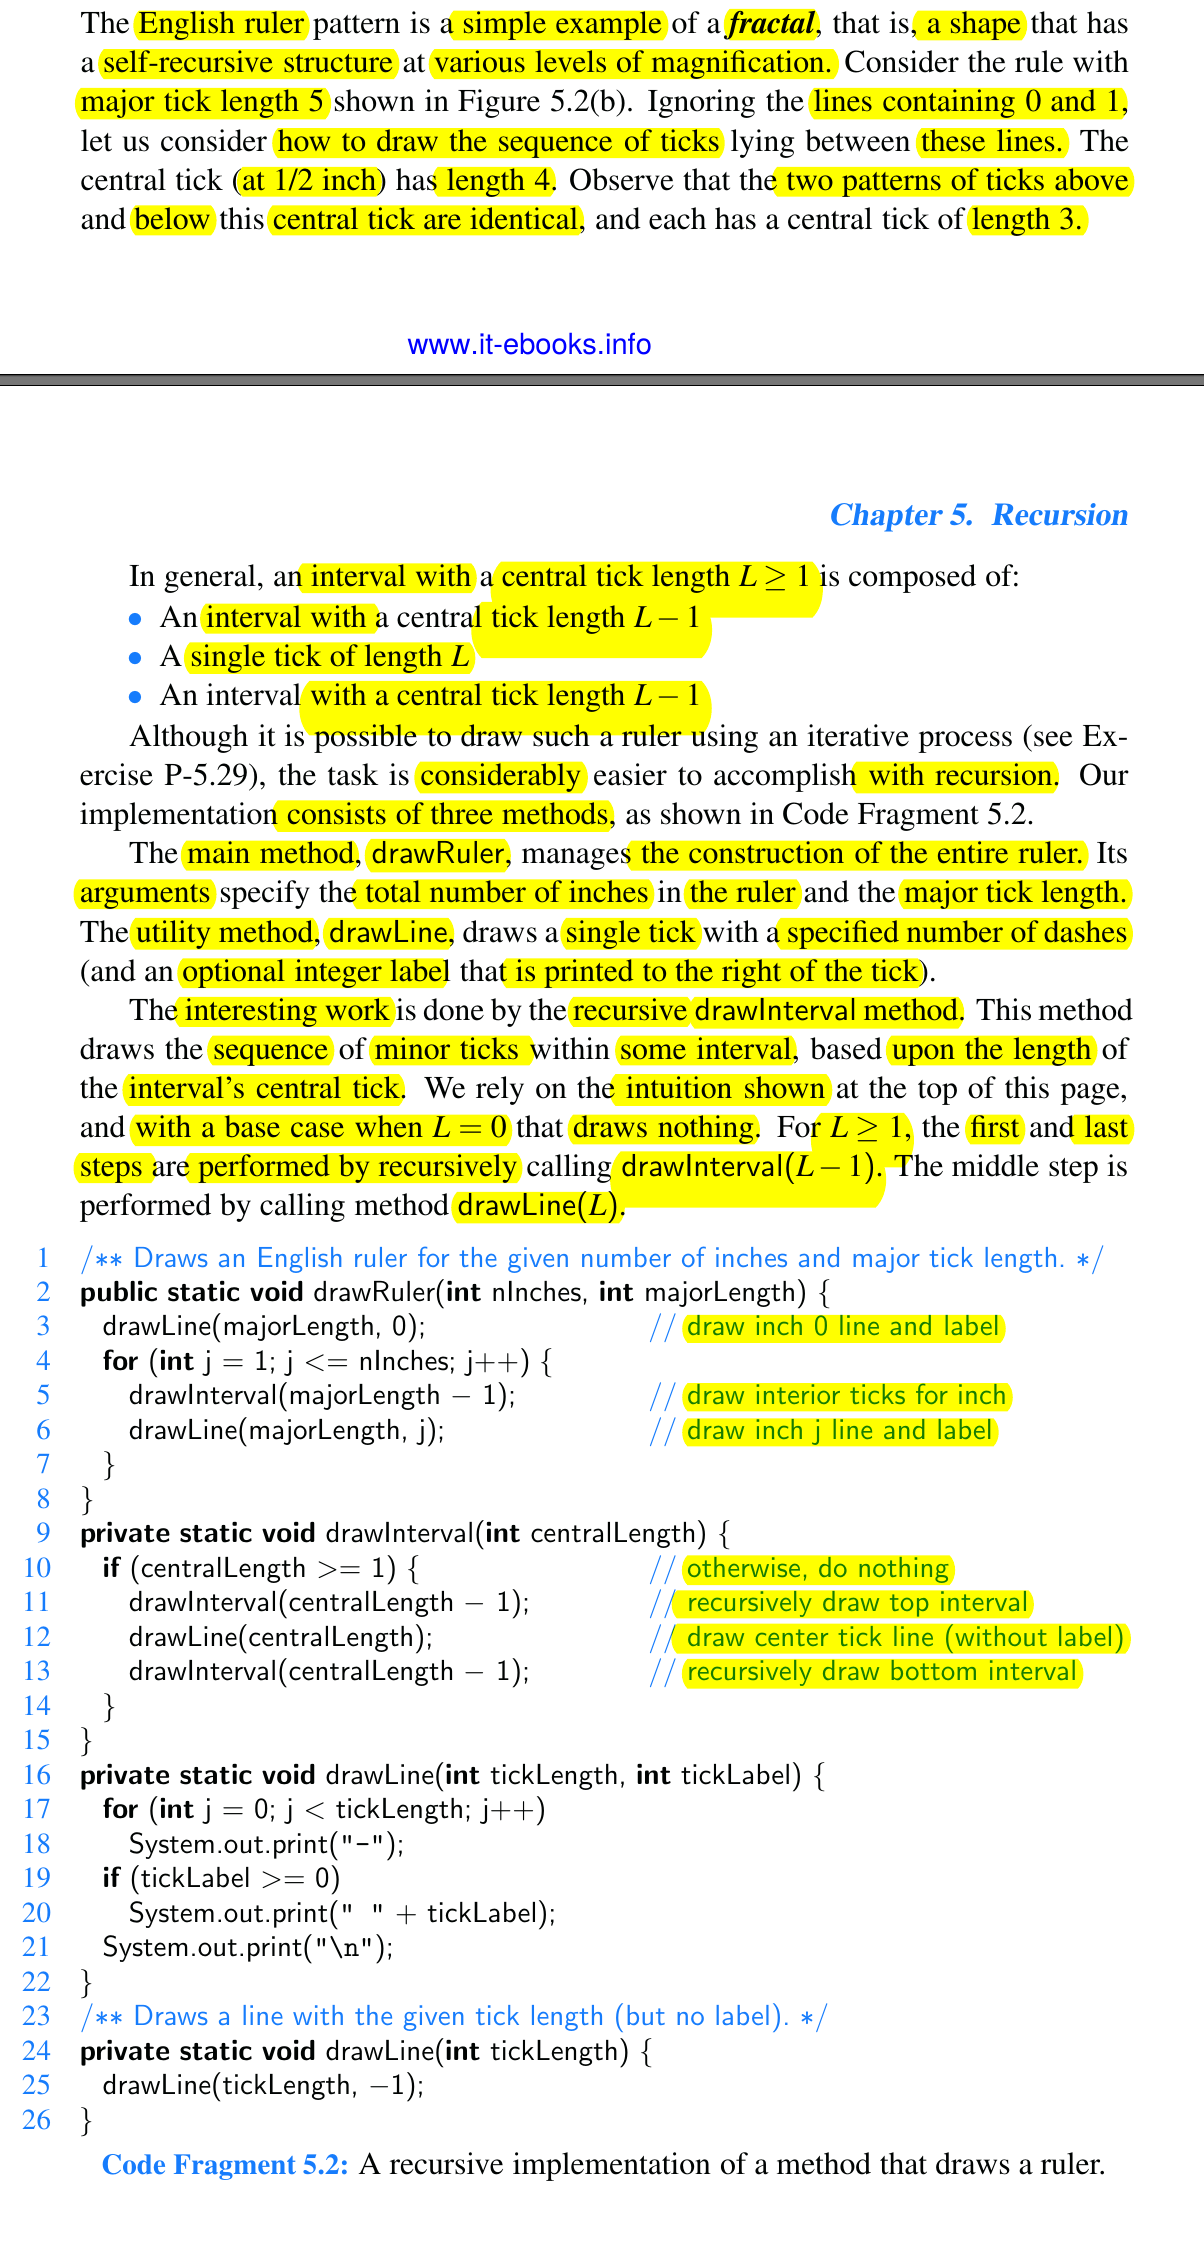 The English ruler pattern is a simple example of a fractal, that is, a shape that has
a self-recursive structure at various levels of magnification. Consider the rule with
major tick length 5 shown in Figure 5.2(b). Ignoring the lines containing 0 and 1,
let us consider how to draw the sequence of ticks lying between these lines. The
central tick (at 1/2 inch) has length 4. Observe that the two patterns of ticks above
and below this central tick are identical, and each has a central tick of length 3.
www.it-ebooks.info
Chapter 5. Recursion
In general, an interval with a central tick length L ≥ 1 is composed of:
• An interval with a central tick length L − 1
• A single tick of length L
• An interval with a central tick length L − 1
Although it is possible to draw such a ruler using an iterative process (see Ex-
ercise P-5.29), the task is considerably easier to accomplish with recursion. Our
implementation consists of three methods, as shown in Code Fragment 5.2.
The main method, drawRuler, manages the construction of the entire ruler. Its
arguments specify the total number of inches in the ruler and the major tick length.
The utility method, drawLine, draws a single tick with a specified number of dashes
(and an optional integer label that is printed to the right of the tick).
The interesting work is done by the recursive drawInterval method. This method
draws the sequence of minor ticks within some interval, based upon the length of
the interval's central tick. We rely on the intuition shown at the top of this page,
and with a base case when L = 0 that draws nothing. For L ≥ 1, the first and last
steps are performed by recursively calling drawInterval(L − 1). The middle step is
performed by calling method drawLine(L).
1 /** Draws an English ruler for the given number of inches and major tick length. */
2 public static void drawRuler(int nInches, int majorLength) {
3 drawLine(majorLength, 0); // draw inch 0 line and label
4 for (int j = 1; j <= nInches; j++) {
5 drawInterval(majorLength − 1); // draw interior ticks for inch
6 drawLine(majorLength, j); // draw inch j line and label
7 }
8 }
9 private static void drawInterval(int centralLength) {
10 if (centralLength >= 1) { // otherwise, do nothing
11 drawInterval(centralLength − 1); // recursively draw top interval
12 drawLine(centralLength); // draw center tick line (without label)
13 drawInterval(centralLength − 1); // recursively draw bottom interval
14 }
15 }
16 private static void drawLine(int tickLength, int tickLabel) {
17 for (int j = 0; j < tickLength; j++)
18 System.out.print("-");
19 if (tickLabel >= 0)
20 System.out.print(" " + tickLabel);
21 System.out.print("\n");
22 }
23 /** Draws a line with the given tick length (but no label). */
24 private static void drawLine(int tickLength) {
25 drawLine(tickLength, −1);
26 }
Code Fragment 5.2: A recursive implementation of a method that draws a ruler.